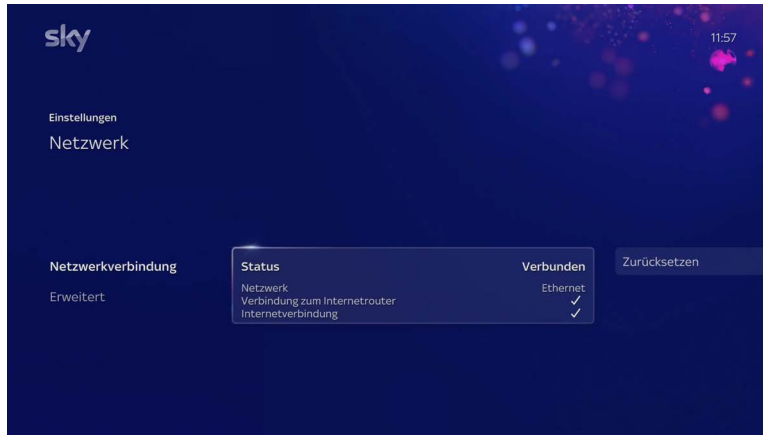 sky
11:57
Einstellungen
Netzwerk
Netzwerkverbindung
Erweitert
Status Verbunden
Netzwerk Ethernet
Verbindung zum Internetrouter ✓
Internetverbindung ✓
Zurücksetzen